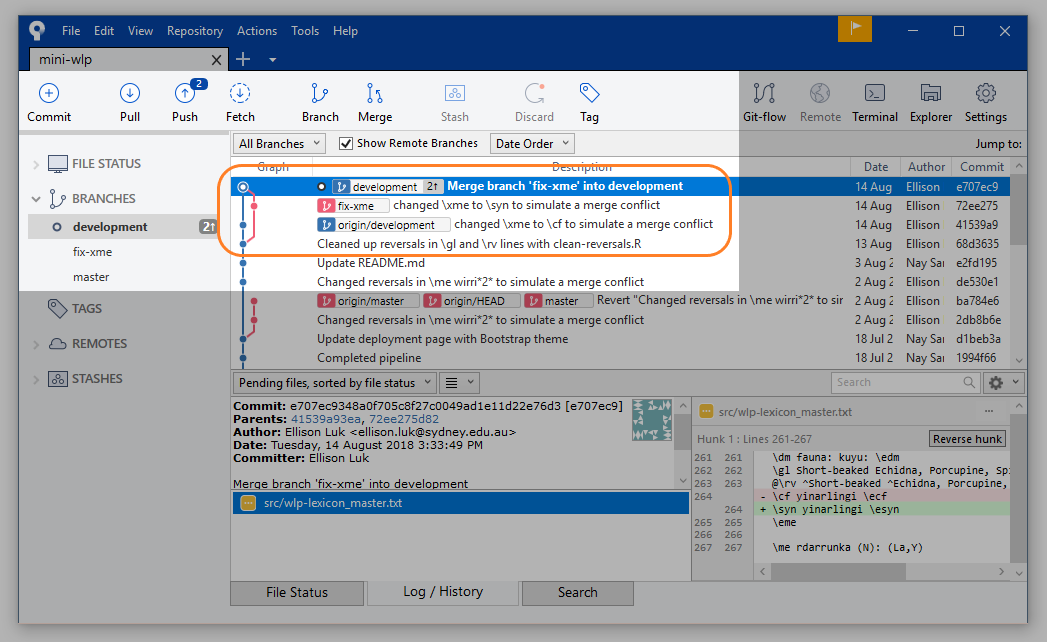 File Edit View Repository Actions Tools Help
mini-wlp
2
Commit Pull Push Fetch Branch Merge Stash Discard Tag Git-flow Remote Terminal Explorer Settings
All Branches Show Remote Branches Date Order Jump to:
Graph Description Date Author Commit
development 2↑ Merge branch 'fix-xme' into development 14 Aug Ellison e707ec9
fix-xme changed \xme to \syn to simulate a merge conflict 14 Aug Ellison 72ee275
origin/development changed \xme to \cf to simulate a merge conflict 14 Aug Ellison 41539a9
Cleaned up reversals in \gl and \rv lines with clean-reversals.R 13 Aug Ellison 68d3635
Update README.md 3 Aug 2 Nay Sar e2fd195
Changed reversals in \me wirri*2* to simulate a merge conflict 2 Aug 2 Ellison de530e1
origin/master origin/HEAD master Revert "Changed reversals in \me wirri*2* to sir 2 Aug 2 Ellison ba784e6
Changed reversals in \me wirri*2* to simulate a merge conflict 2 Aug 2 Ellison 2db8b6e
Update deployment page with Bootstrap theme 18 Jul 2 Nay Sar d1beb3a
Completed pipeline 18 Jul 2 Nay Sar 1994f66
FILE STATUS
BRANCHES
development 2↑
fix-xme
master
TAGS
REMOTES
STASHES
Pending files, sorted by file status Search
Commit: e707ec9348a0f705c8f27c0049ad1e11d22e76d3 [e707ec9]
Parents: 41539a93ea, 72ee275d82
Author: Ellison Luk <ellison.luk@sydney.edu.au>
Date: Tuesday, 14 August 2018 3:33:49 PM
Committer: Ellison Luk
Merge branch 'fix-xme' into development
src/wlp-lexicon_master.txt
src/wlp-lexicon_master.txt ...
Hunk 1 : Lines 261-267 Reverse hunk
261 261 \dm fauna: kuyu: \edm
262 262 \gl Short-beaked Echidna, Porcupine, Spi
263 263 @\rv ^Short-beaked ^Echidna, Porcupine,
264 - \cf yinarlingi \ecf
264 + \syn yinarlingi \esyn
265 265 \eme
266 266
267 267 \me rdarrunka (N): (La,Y)
File Status Log / History Search